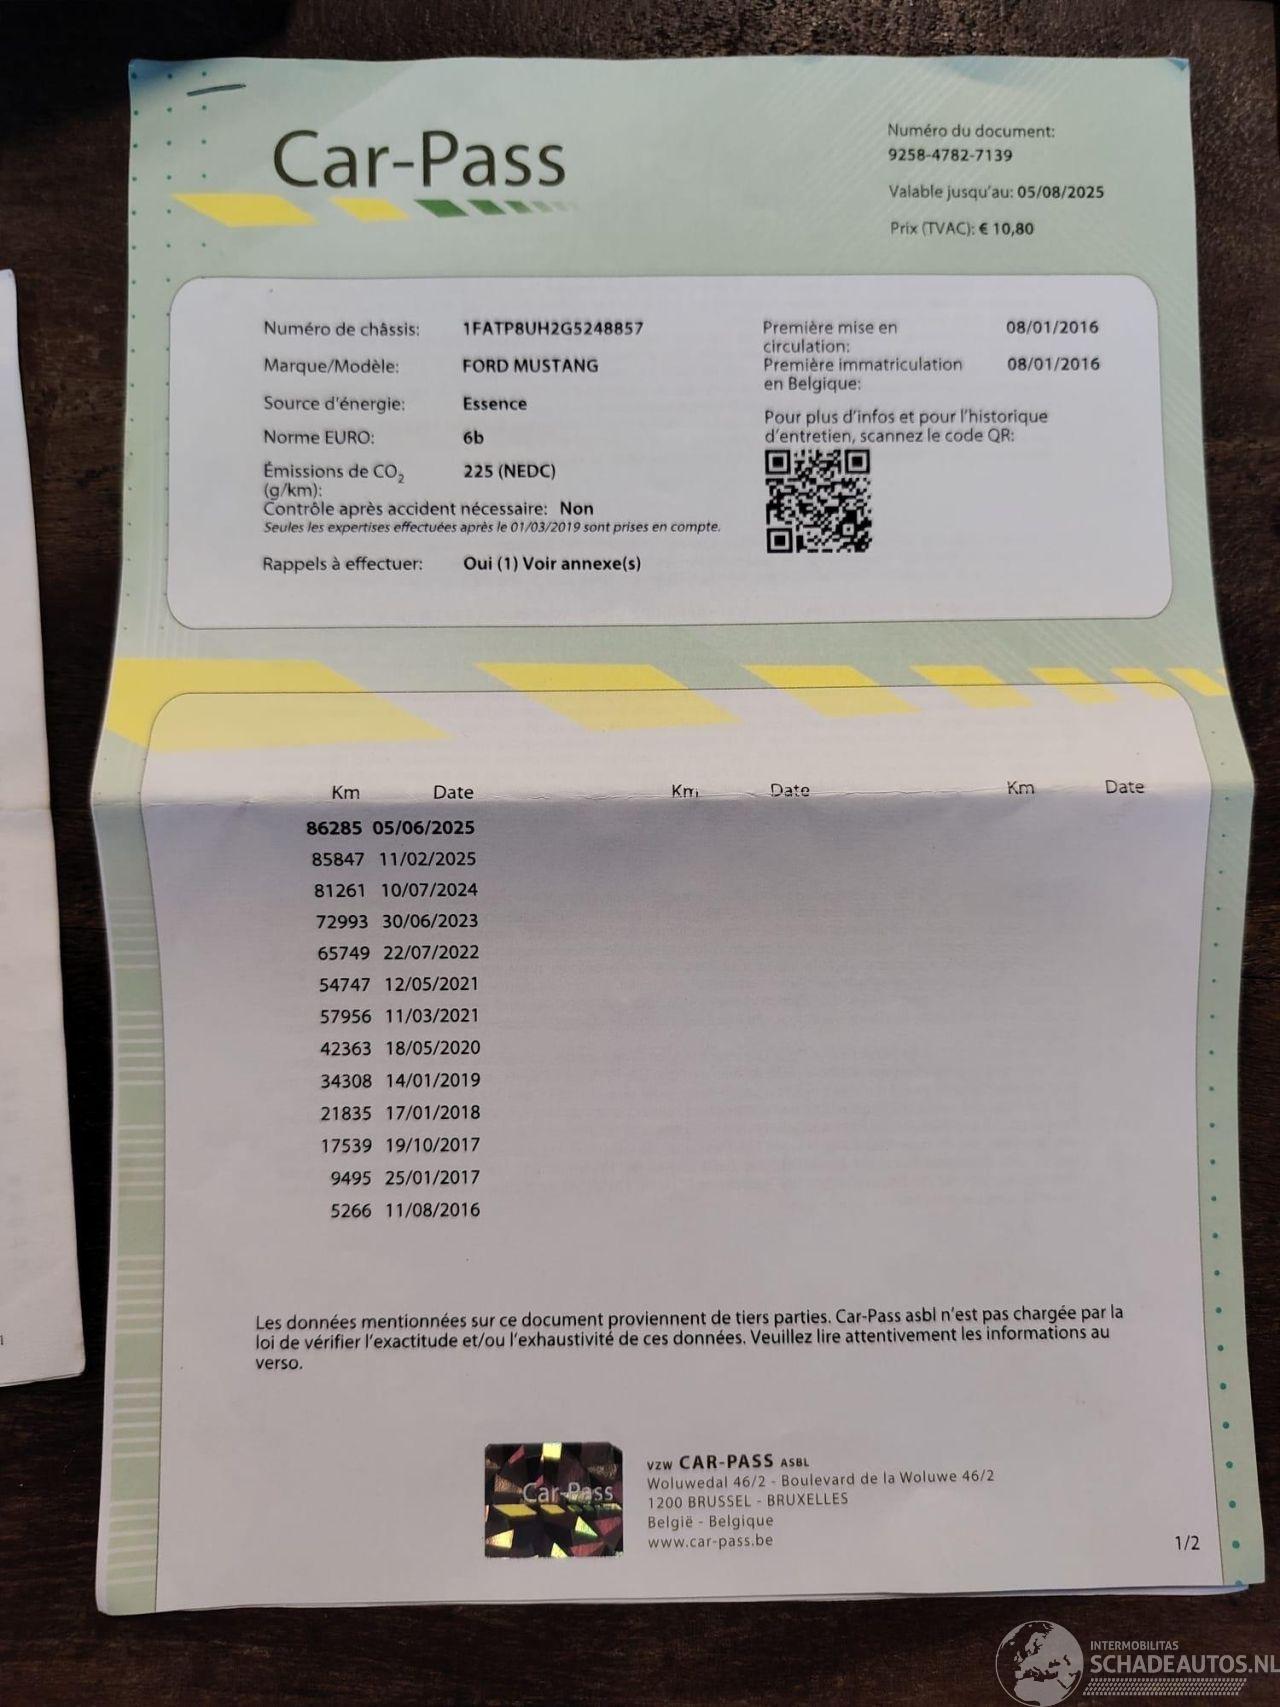 Car-Pass
Numéro du document:
9258-4782-7139
Valable jusqu'au: 05/08/2025
Prix (TVAC): € 10,80
Numéro de châssis: 1FATP8UH2G5248857
Marque/Modèle: FORD MUSTANG
Source d'énergie: Essence
Norme EURO: 6b
Émissions de CO2 225 (NEDC)
(g/km):
Contrôle après accident nécessaire: Non
Seules les expertises effectuées après le 01/03/2019 sont prises en compte.
Rappels à effectuer: Oui (1) Voir annexe(s)
Première mise en 08/01/2016
circulation:
Première immatriculation 08/01/2016
en Belgique:
Pour plus d'infos et pour l'historique
d'entretien, scannez le code QR:
Km Date Km Date Km Date
86285 05/06/2025
85847 11/02/2025
81261 10/07/2024
72993 30/06/2023
65749 22/07/2022
54747 12/05/2021
57956 11/03/2021
42363 18/05/2020
34308 14/01/2019
21835 17/01/2018
17539 19/10/2017
9495 25/01/2017
5266 11/08/2016
Les données mentionnées sur ce document proviennent de tiers parties. Car-Pass asbl n'est pas chargée par la
loi de vérifier l'exactitude et/ou l'exhaustivité de ces données. Veuillez lire attentivement les informations au
verso.
Car-Pass
VZW CAR-PASS ASBL
Woluwedal 46/2 - Boulevard de la Woluwe 46/2
1200 BRUSSEL - BRUXELLES
België - Belgique
www.car-pass.be
1/2
INTERMOBILITAS
SCHADEAUTOS.NL